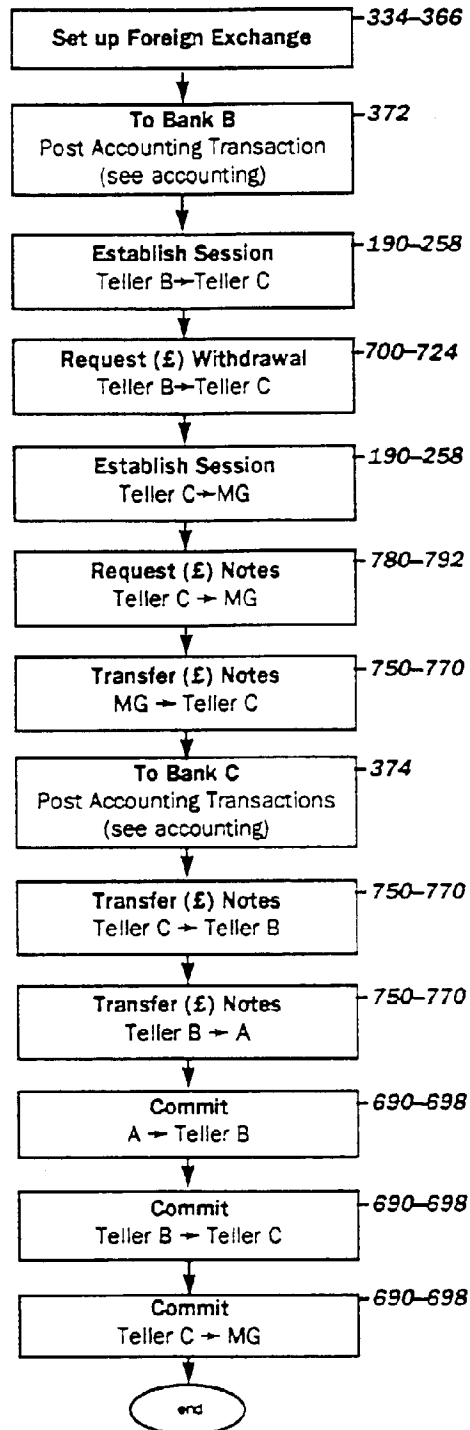 Set up Foreign Exchange
334–366
To Bank B
372
Post Accounting Transaction
(see accounting)
Establish Session
190–258
Teller B→Teller C
Request (£) Withdrawal
700–724
Teller B→Teller C
Establish Session
190–258
Teller C→MG
Request (£) Notes
780–792
Teller C → MG
Transfer (£) Notes
750–770
MG → Teller C
To Bank C
374
Post Accounting Transactions
(see accounting)
Transfer (£) Notes
750–770
Teller C → Teller B
Transfer (£) Notes
750–770
Teller B → A
Commit
690–698
A → Teller B
Commit
690–698
Teller B → Teller C
Commit
690–698
Teller C → MG
end